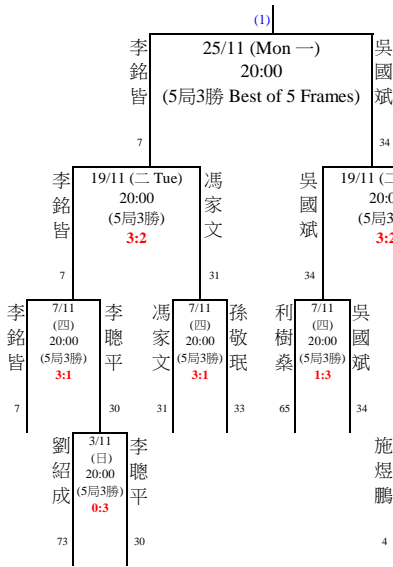 (1)
李銘皆
25/11 (Mon 一)
20:00
(5局3勝 Best of 5 Frames)
吳國斌
7
34
李銘皆
19/11 (二 Tue)
20:00
(5局3勝)
3:2
馮家文
7
31
吳國斌
19/11 (二
20:0
(5局3
3:2
34
李銘皆
7/11
(四)
20:00
(5局3勝)
3:1
李聰平
7
30
馮家文
7/11
(四)
20:00
(5局3勝)
3:1
孫敬珉
31
33
利樹燊
7/11
(四)
20:00
(5局3勝)
1:3
吳國斌
65
34
劉紹成
3/11
(日)
20:00
(5局3勝)
0:3
李聰平
73
30
施煜鵬
4